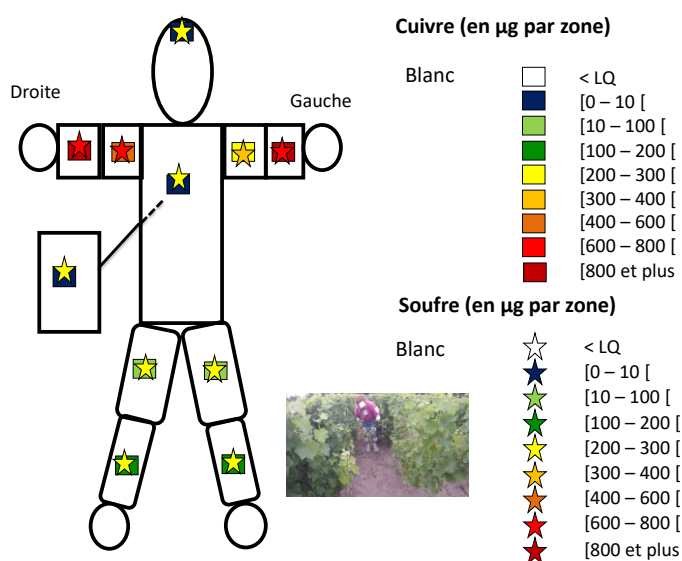 Cuivre (en µg par zone)
Blanc
< LQ
[0 – 10 [
[10 – 100 [
[100 – 200 [
[200 – 300 [
[300 – 400 [
[400 – 600 [
[600 – 800 [
[800 et plus
Droite
Gauche
Soufre (en µg par zone)
Blanc
< LQ
[0 – 10 [
[10 – 100 [
[100 – 200 [
[200 – 300 [
[300 – 400 [
[400 – 600 [
[600 – 800 [
[800 et plus